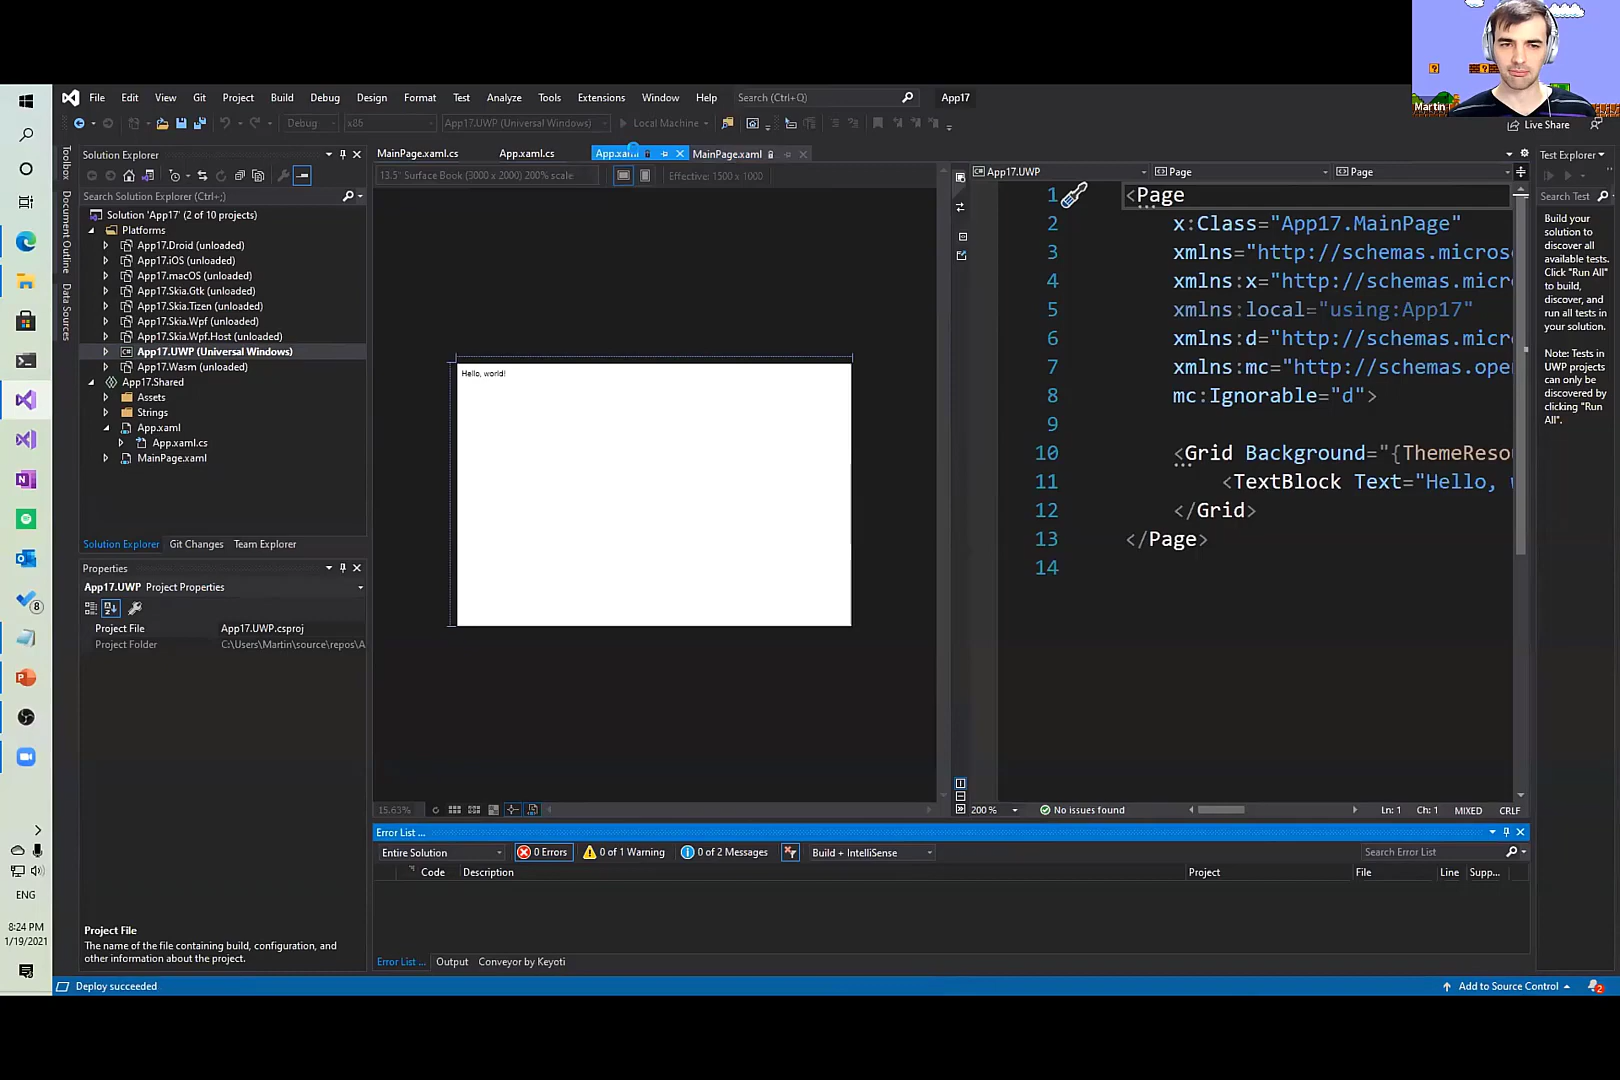 Martin
File Edit View Git Project Build Debug Design Format Test Analyze Tools Extensions Window Help Search (Ctrl+Q) App17
Debug x86 App17.UWP (Universal Windows) Local Machine Live Share
Toolbox
Document Outline
Data Sources
Solution Explorer
Search Solution Explorer (Ctrl+;)
Solution 'App17' (2 of 10 projects)
Platforms
App17.Droid (unloaded)
App17.iOS (unloaded)
App17.macOS (unloaded)
App17.Skia.Gtk (unloaded)
App17.Skia.Tizen (unloaded)
App17.Skia.Wpf (unloaded)
App17.Skia.Wpf.Host (unloaded)
App17.UWP (Universal Windows)
App17.Wasm (unloaded)
App17.Shared
Assets
Strings
App.xaml
App.xaml.cs
MainPage.xaml
Solution Explorer Git Changes Team Explorer
Properties
App17.UWP Project Properties
Project File App17.UWP.csproj
Project Folder C:\Users\Martin\source\repos\A
Project File
The name of the file containing build, configuration, and
other information about the project.
MainPage.xaml.cs App.xaml.cs App.xaml MainPage.xaml
13.5" Surface Book (3000 x 2000) 200% scale Effective: 1500 x 1000
Hello, world!
15.63%
App17.UWP Page Page
1 <Page
2 x:Class="App17.MainPage"
3 xmlns="http://schemas.micros
4 xmlns:x="http://schemas.micr
5 xmlns:local="using:App17"
6 xmlns:d="http://schemas.micr
7 xmlns:mc="http://schemas.ope
8 mc:Ignorable="d">
9
10 <Grid Background="{ThemeReso
11 <TextBlock Text="Hello, w
12 </Grid>
13 </Page>
14
200 % No issues found Ln: 1 Ch: 1 MIXED CRLF
Test Explorer
Search Test
Build your
solution to
discover all
available tests.
Click "Run All"
to build,
discover, and
run all tests in
your solution.
Note: Tests in
UWP projects
can only be
discovered by
clicking "Run
All".
Error List ...
Entire Solution 0 Errors 0 of 1 Warning 0 of 2 Messages Build + IntelliSense Search Error List
Code Description Project File Line Supp...
Error List ... Output Conveyor by Keyoti
Deploy succeeded Add to Source Control 2
8
ENG
8:24 PM
1/19/2021